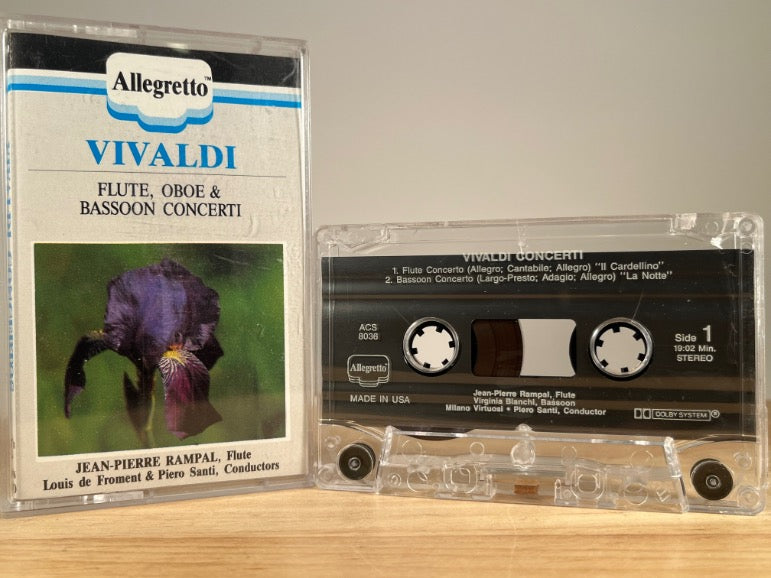 Allegretto™
VIVALDI
FLUTE, OBOE &
BASSOON CONCERTI
JEAN-PIERRE RAMPAL, Flute
Louis de Froment & Piero Santi, Conductors
VIVALDI CONCERTI
1. Flute Concerto (Allegro; Cantabile; Allegro) "Il Cardellino"
2. Bassoon Concerto (Largo-Presto; Adagio; Allegro) "La Notte"
ACS
8036
Allegretto
MADE IN USA
Side 1
19:02 Min.
STEREO
Jean-Pierre Rampal, Flute
Virginia Bianchi, Bassoon
Milano Virtuosi • Piero Santi, Conductor
DOLBY SYSTEM®